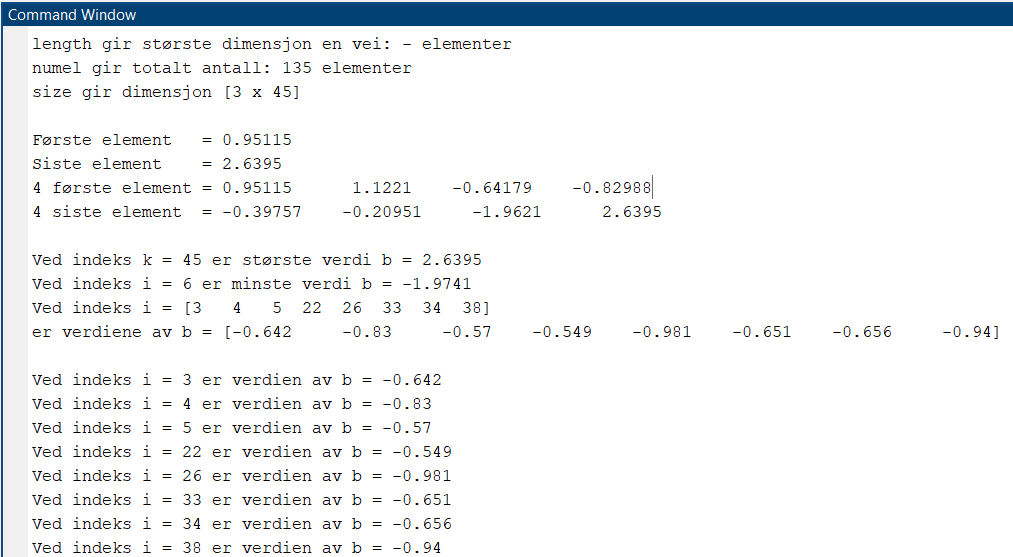 Command Window
length gir største dimensjon en vei: - elementer
numel gir totalt antall: 135 elementer
size gir dimensjon [3 x 45]
Første element = 0.95115
Siste element = 2.6395
4 første element = 0.95115 1.1221 -0.64179 -0.82988
4 siste element = -0.39757 -0.20951 -1.9621 2.6395
Ved indeks k = 45 er største verdi b = 2.6395
Ved indeks i = 6 er minste verdi b = -1.9741
Ved indeks i = [3 4 5 22 26 33 34 38]
er verdiene av b = [-0.642 -0.83 -0.57 -0.549 -0.981 -0.651 -0.656 -0.94]
Ved indeks i = 3 er verdien av b = -0.642
Ved indeks i = 4 er verdien av b = -0.83
Ved indeks i = 5 er verdien av b = -0.57
Ved indeks i = 22 er verdien av b = -0.549
Ved indeks i = 26 er verdien av b = -0.981
Ved indeks i = 33 er verdien av b = -0.651
Ved indeks i = 34 er verdien av b = -0.656
Ved indeks i = 38 er verdien av b = -0.94